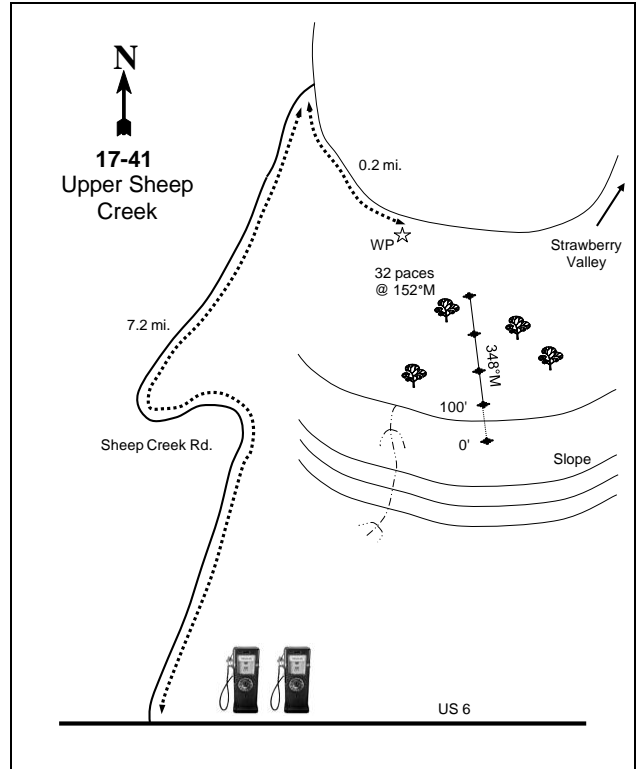 N
17-41
Upper Sheep
Creek
0.2 mi.
WP
Strawberry
Valley
32 paces
@ 152°M
7.2 mi.
348°M
100'
0'
Sheep Creek Rd.
Slope
US 6